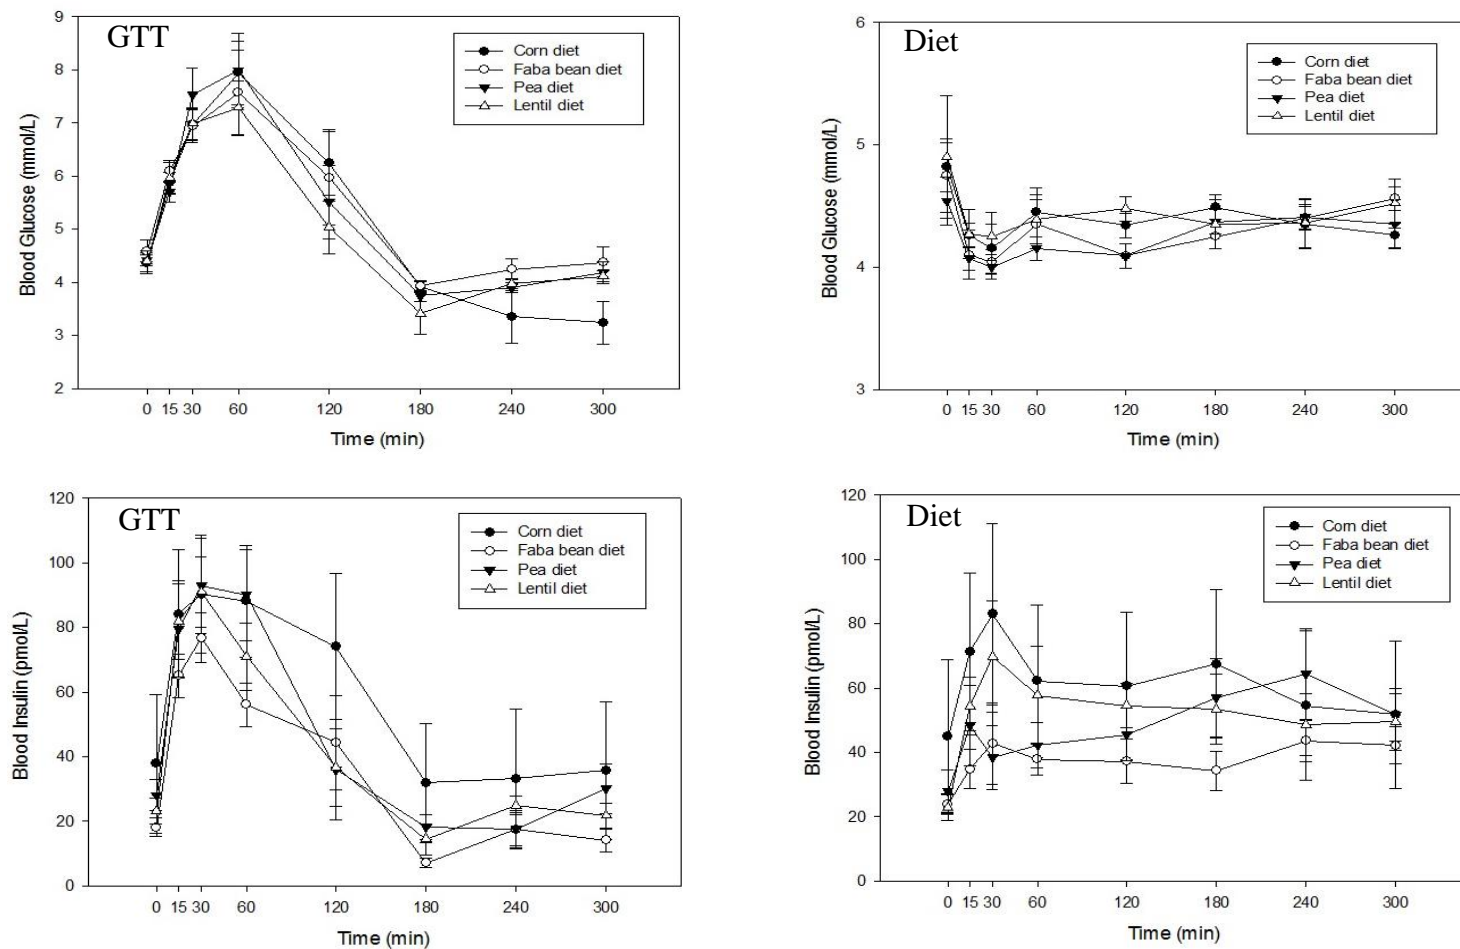 GTT
Corn diet
Faba bean diet
Pea diet
Lentil diet
Blood Glucose (mmol/L)
9
8
7
6
5
4
3
2
0 15 30 60 120 180 240 300
Time (min)
Diet
Corn diet
Faba bean diet
Pea diet
Lentil diet
Blood Glucose (mmol/L)
6
5
4
3
0 15 30 60 120 180 240 300
Time (min)
GTT
Corn diet
Faba bean diet
Pea diet
Lentil diet
Blood Insulin (pmol/L)
120
100
80
60
40
20
0
0 15 30 60 120 180 240 300
Time (min)
Diet
Corn diet
Faba bean diet
Pea diet
Lentil diet
Blood Insulin (pmol/L)
120
100
80
60
40
20
0
0 15 30 60 120 180 240 300
Time (min)